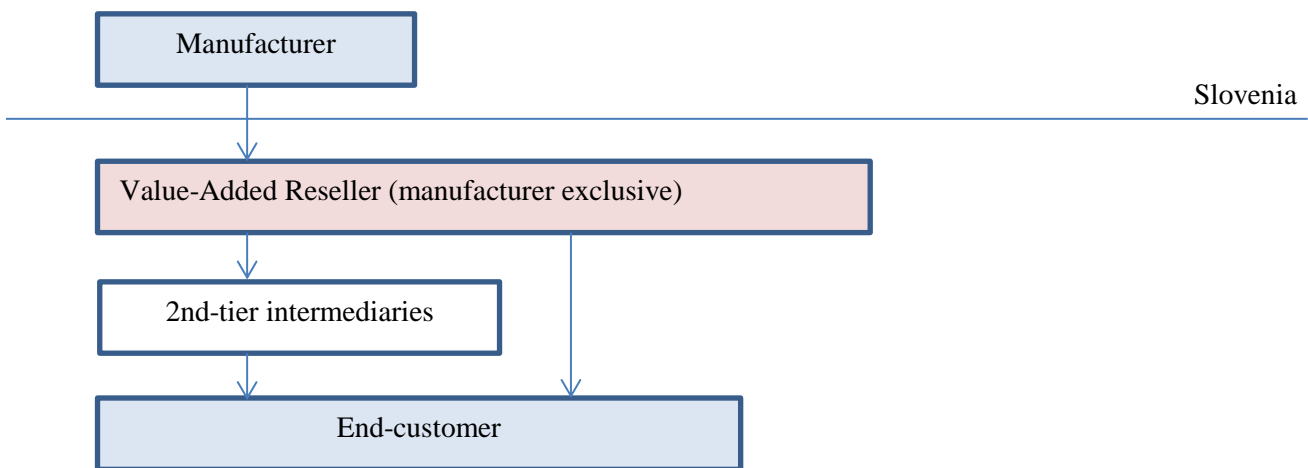 Manufacturer
Slovenia
Value-Added Reseller (manufacturer exclusive)
2nd-tier intermediaries
End-customer